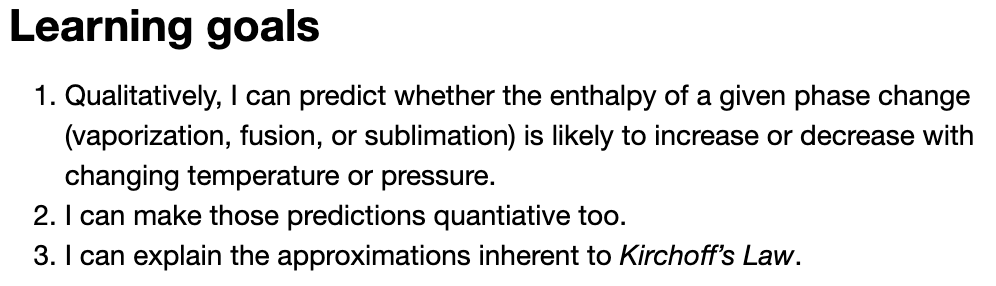 Learning goals
1. Qualitatively, I can predict whether the enthalpy of a given phase change
(vaporization, fusion, or sublimation) is likely to increase or decrease with
changing temperature or pressure.
2. I can make those predictions quantiative too.
3. I can explain the approximations inherent to Kirchoff’s Law.